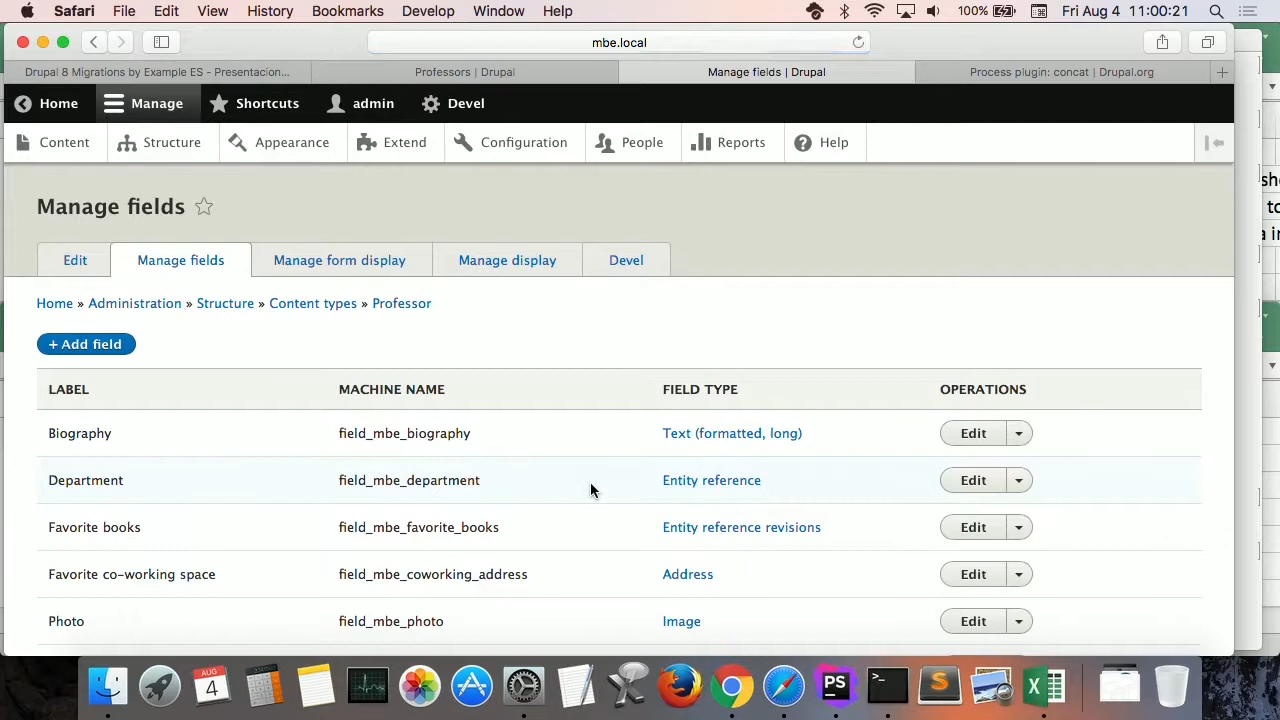 Safari File Edit View History Bookmarks Develop Window Help 100% Fri Aug 4 11:00:21
mbe.local
Drupal 8 Migrations by Example ES - Presentacion... Professors | Drupal Manage fields | Drupal Process plugin: concat | Drupal.org
Home Manage Shortcuts admin Devel
Content Structure Appearance Extend Configuration People Reports Help
Manage fields
Edit Manage fields Manage form display Manage display Devel
Home » Administration » Structure » Content types » Professor
+ Add field
LABEL MACHINE NAME FIELD TYPE OPERATIONS
Biography field_mbe_biography Text (formatted, long) Edit
Department field_mbe_department Entity reference Edit
Favorite books field_mbe_favorite_books Entity reference revisions Edit
Favorite co-working space field_mbe_coworking_address Address Edit
Photo field_mbe_photo Image Edit
AUG
4
PS
>_
S